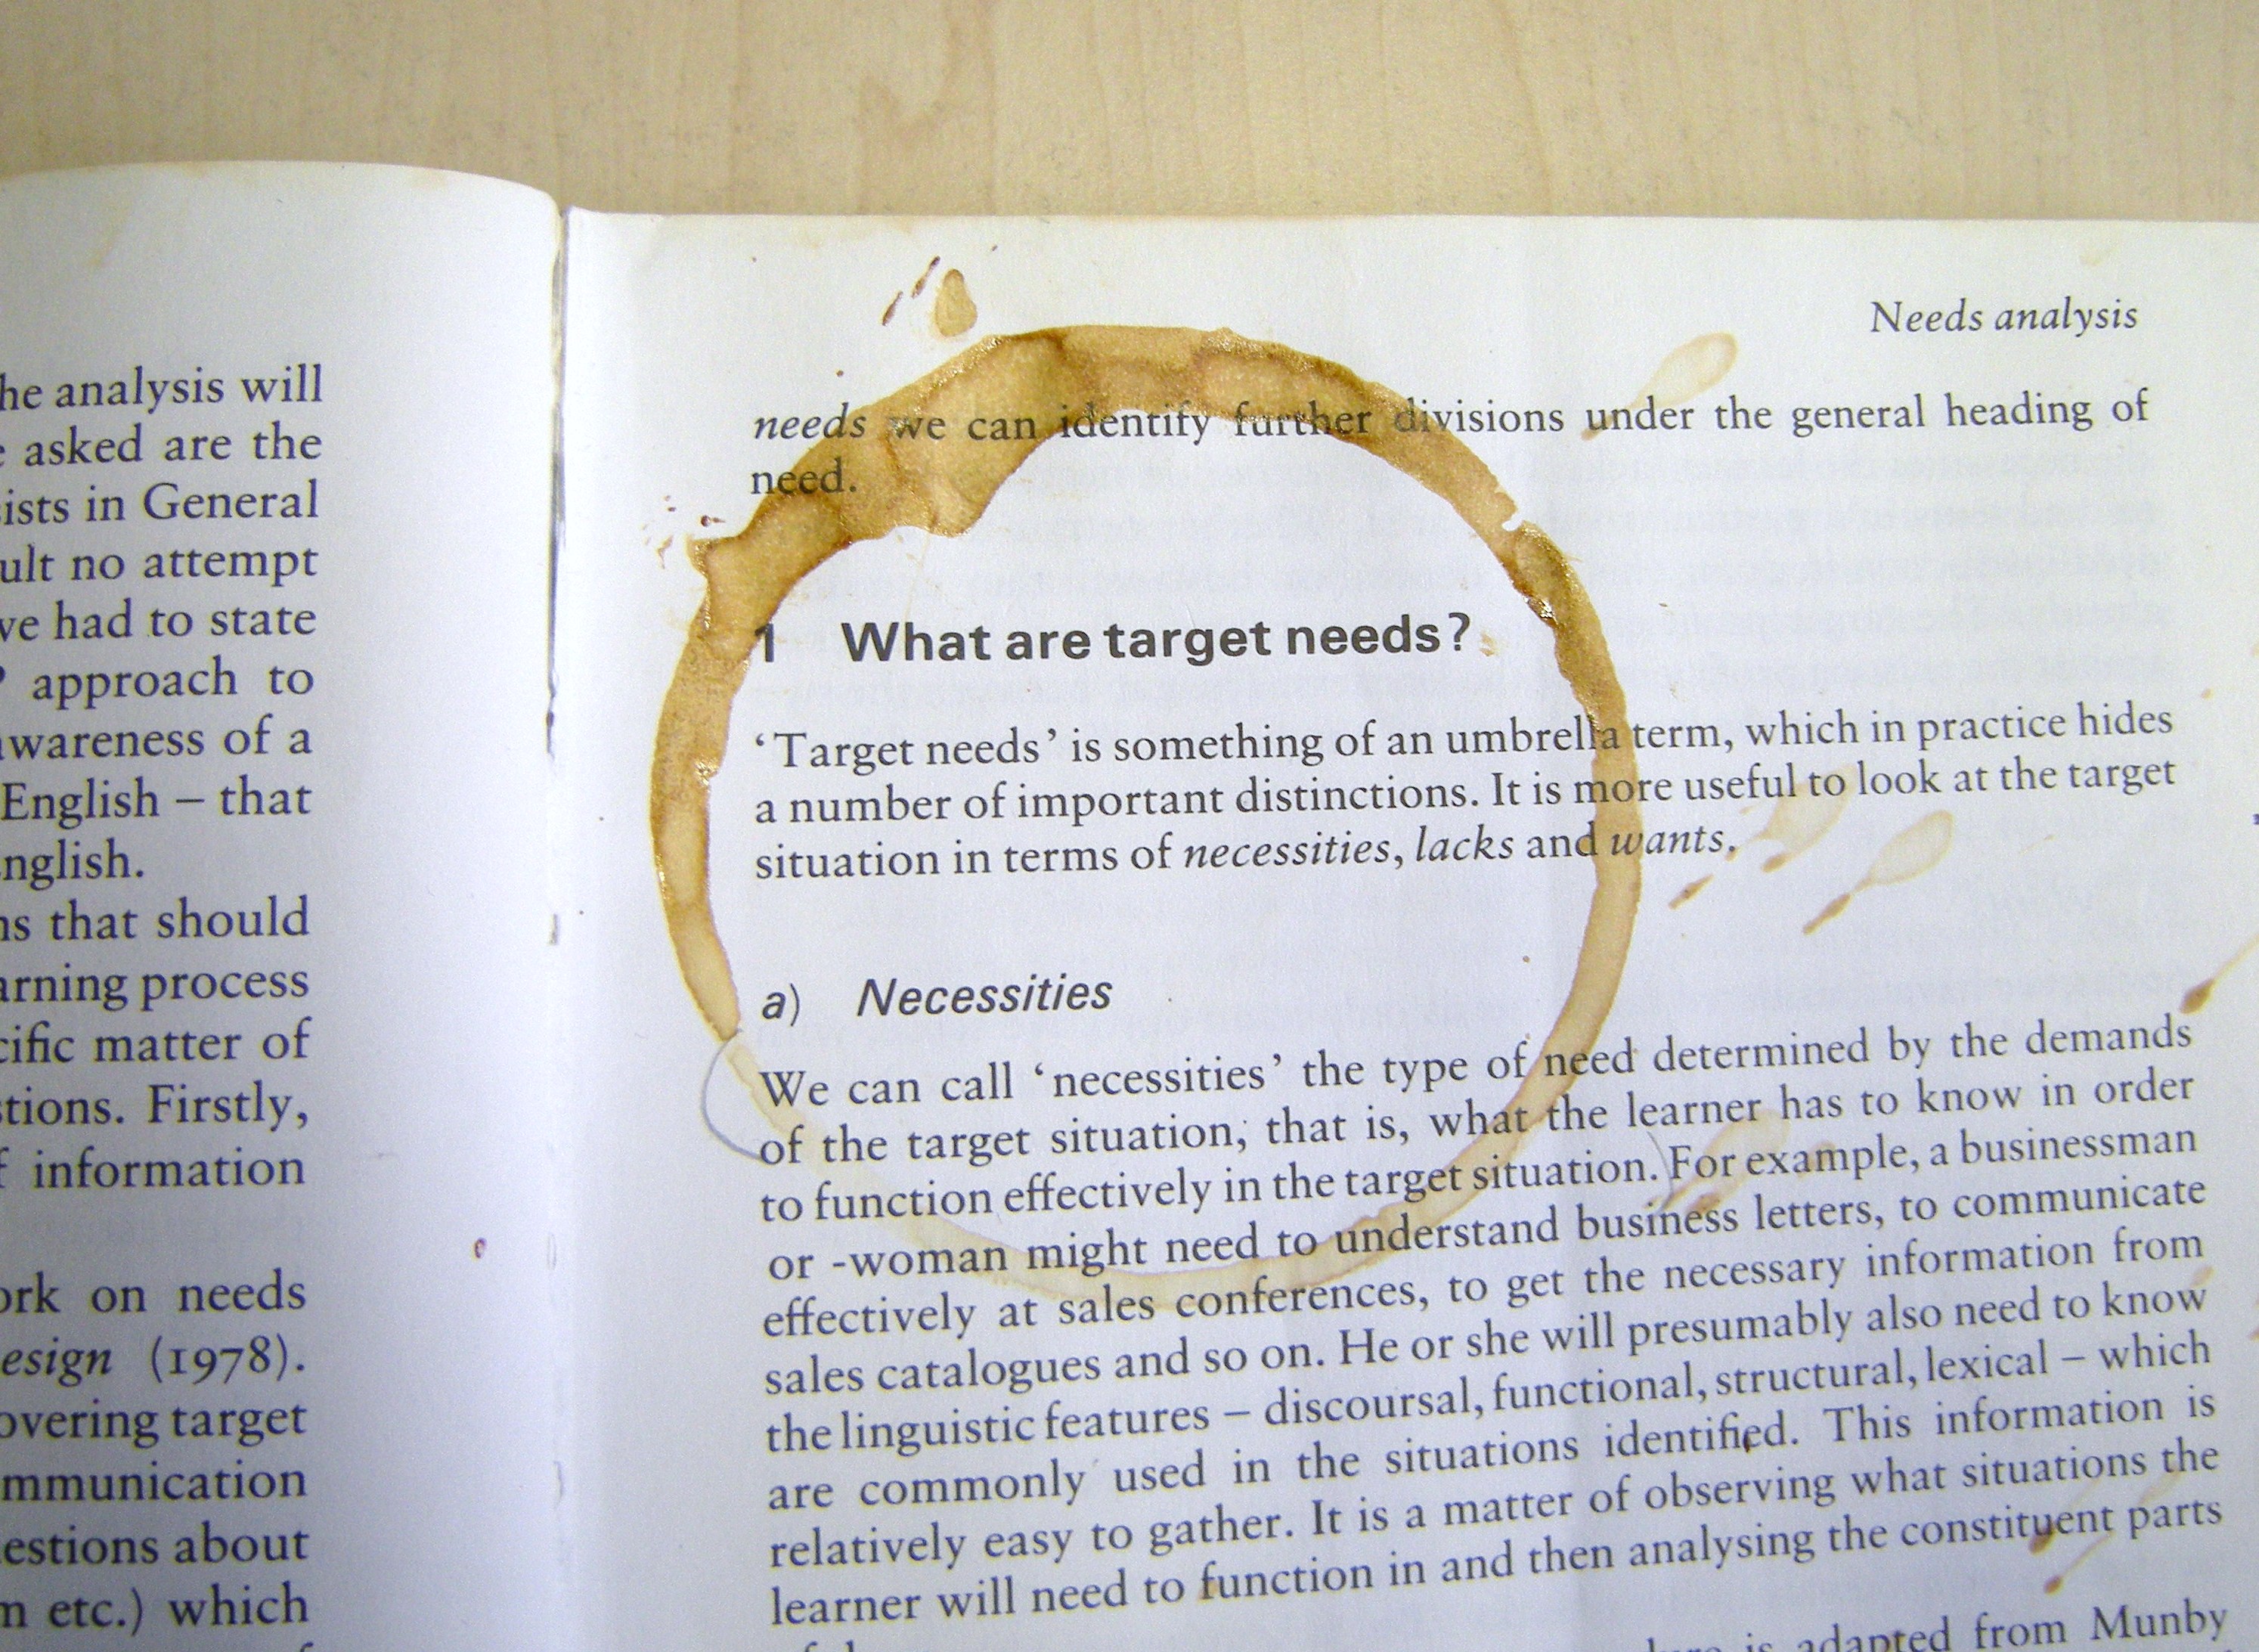 he analysis will
asked are the
ists in General
ult no attempt
ve had to state
approach to
awareness of a
English – that
nglish.
ns that should
arning process
cific matter of
stions. Firstly,
f information
ork on needs
esign (1978).
overing target
mmunication
estions about
m etc.) which
Needs analysis
needs we can identify further divisions under the general heading of
need.
1 What are target needs?
‘Target needs’ is something of an umbrella term, which in practice hides
a number of important distinctions. It is more useful to look at the target
situation in terms of necessities, lacks and wants.
a) Necessities
We can call ‘necessities’ the type of need determined by the demands
of the target situation; that is, what the learner has to know in order
to function effectively in the target situation. For example, a businessman
or -woman might need to understand business letters, to communicate
effectively at sales conferences, to get the necessary information from
sales catalogues and so on. He or she will presumably also need to know
the linguistic features – discoursal, functional, structural, lexical – which
are commonly used in the situations identified. This information is
relatively easy to gather. It is a matter of observing what situations the
learner will need to function in and then analysing the constituent parts
is adapted from Munby